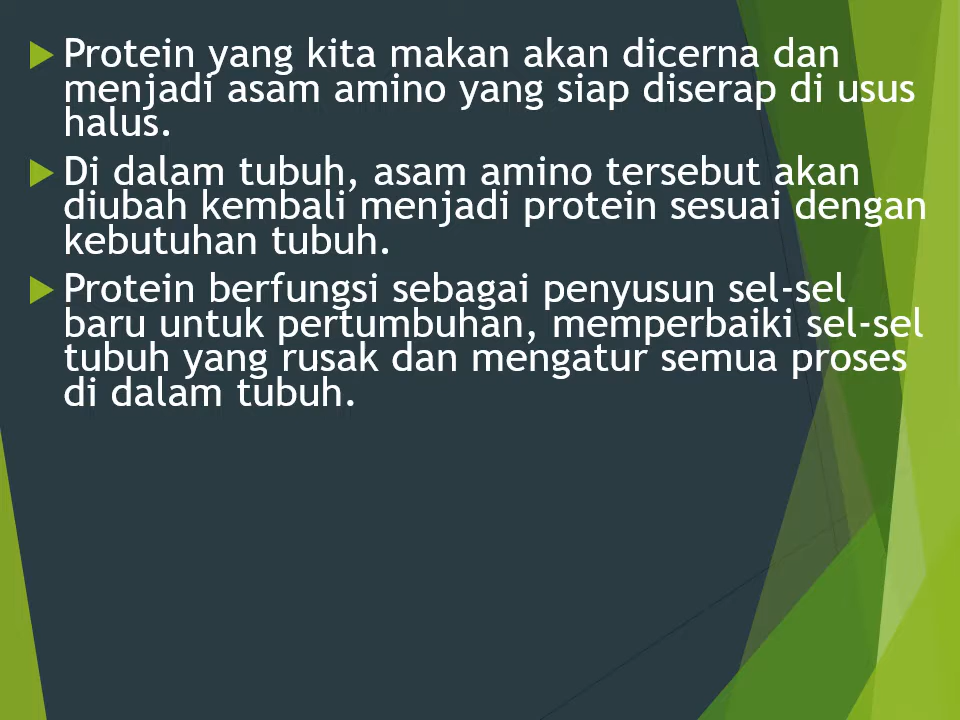 Protein yang kita makan akan dicerna dan
menjadi asam amino yang siap diserap di usus
halus.
Di dalam tubuh, asam amino tersebut akan
diubah kembali menjadi protein sesuai dengan
kebutuhan tubuh.
Protein berfungsi sebagai penyusun sel-sel
baru untuk pertumbuhan, memperbaiki sel-sel
tubuh yang rusak dan mengatur semua proses
di dalam tubuh.